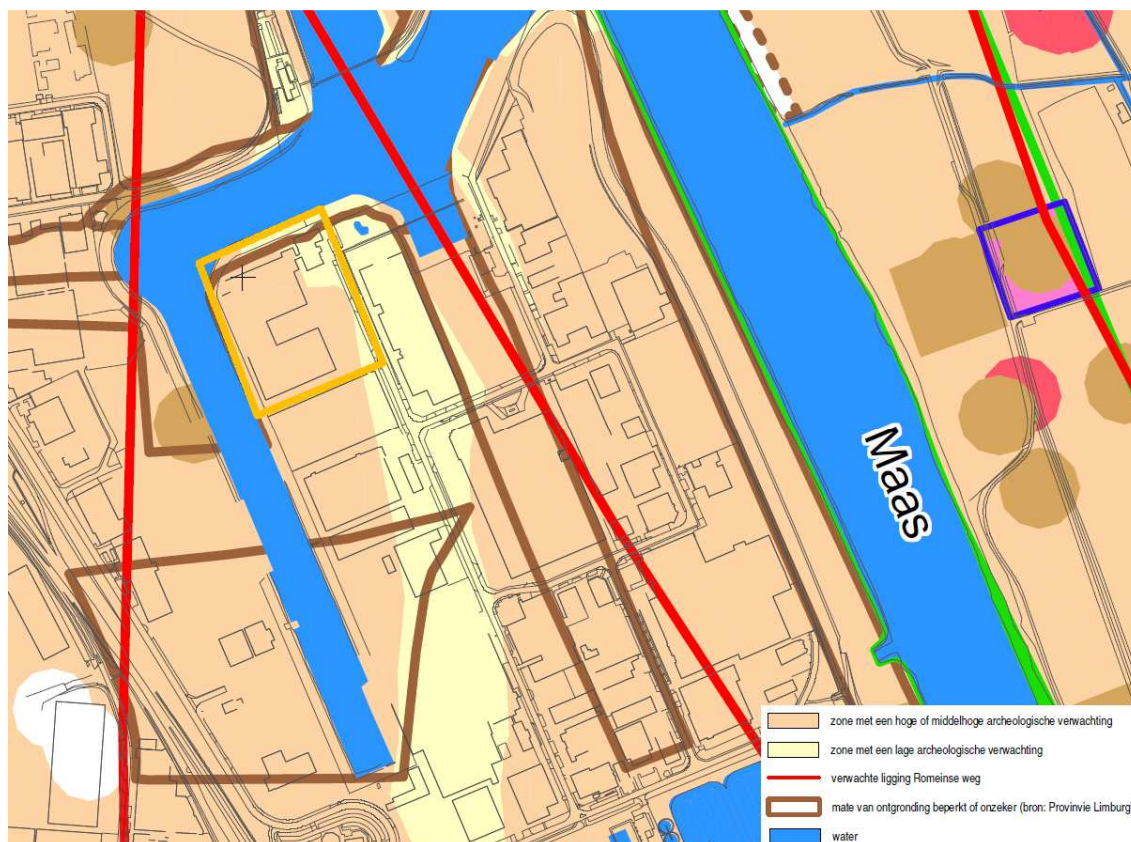 Maas
zone met een hoge of middelhoge archeologische verwachting
zone met een lage archeologische verwachting
verwachte ligging Romeinse weg
mate van ontgronding beperkt of onzeker (bron: Provinvie Limburg)
water